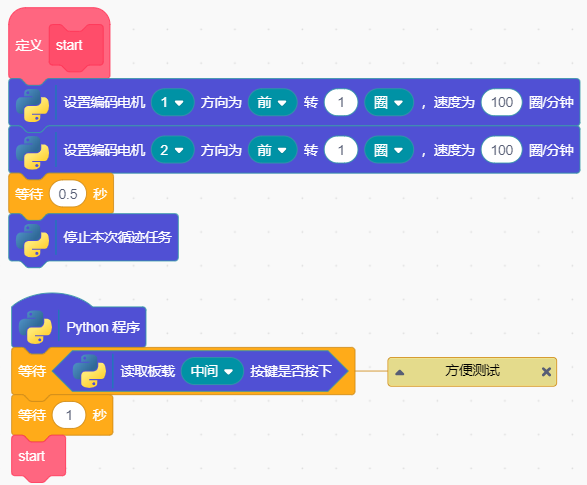 定义 start
设置编码电机 1 方向为 前 转 1 圈 ，速度为 100 圈/分钟
设置编码电机 2 方向为 前 转 1 圈 ，速度为 100 圈/分钟
等待 0.5 秒
停止本次循迹任务
Python 程序
等待 读取板载 中间 按键是否按下 方便测试
等待 1 秒
start